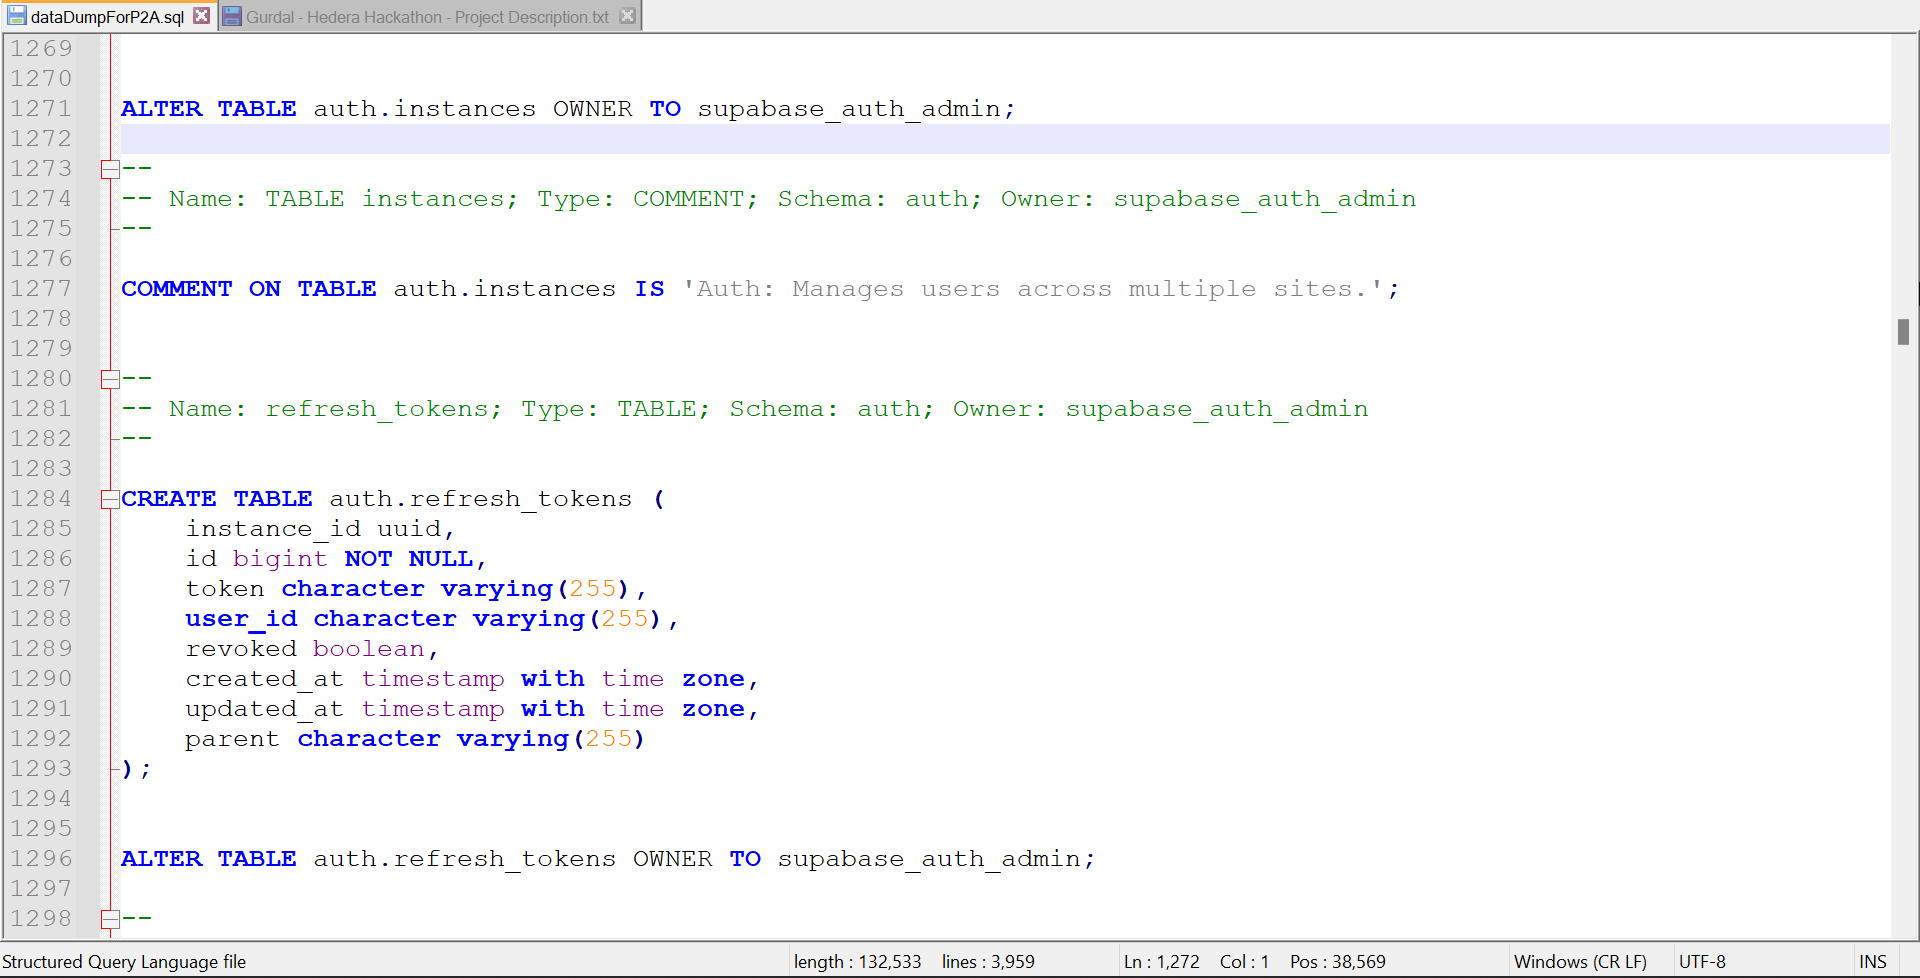 dataDumpForP2A.sql Gurdal - Hedera Hackathon - Project Description.txt
1269
1270
1271 ALTER TABLE auth.instances OWNER TO supabase_auth_admin;
1272
1273 --
1274 -- Name: TABLE instances; Type: COMMENT; Schema: auth; Owner: supabase_auth_admin
1275 --
1276
1277 COMMENT ON TABLE auth.instances IS 'Auth: Manages users across multiple sites.';
1278
1279
1280 --
1281 -- Name: refresh_tokens; Type: TABLE; Schema: auth; Owner: supabase_auth_admin
1282 --
1283
1284 CREATE TABLE auth.refresh_tokens (
1285 instance_id uuid,
1286 id bigint NOT NULL,
1287 token character varying(255),
1288 user_id character varying(255),
1289 revoked boolean,
1290 created_at timestamp with time zone,
1291 updated_at timestamp with time zone,
1292 parent character varying(255)
1293 );
1294
1295
1296 ALTER TABLE auth.refresh_tokens OWNER TO supabase_auth_admin;
1297
1298 --
Structured Query Language file length : 132,533 lines : 3,959 Ln : 1,272 Col : 1 Pos : 38,569 Windows (CR LF) UTF-8 INS